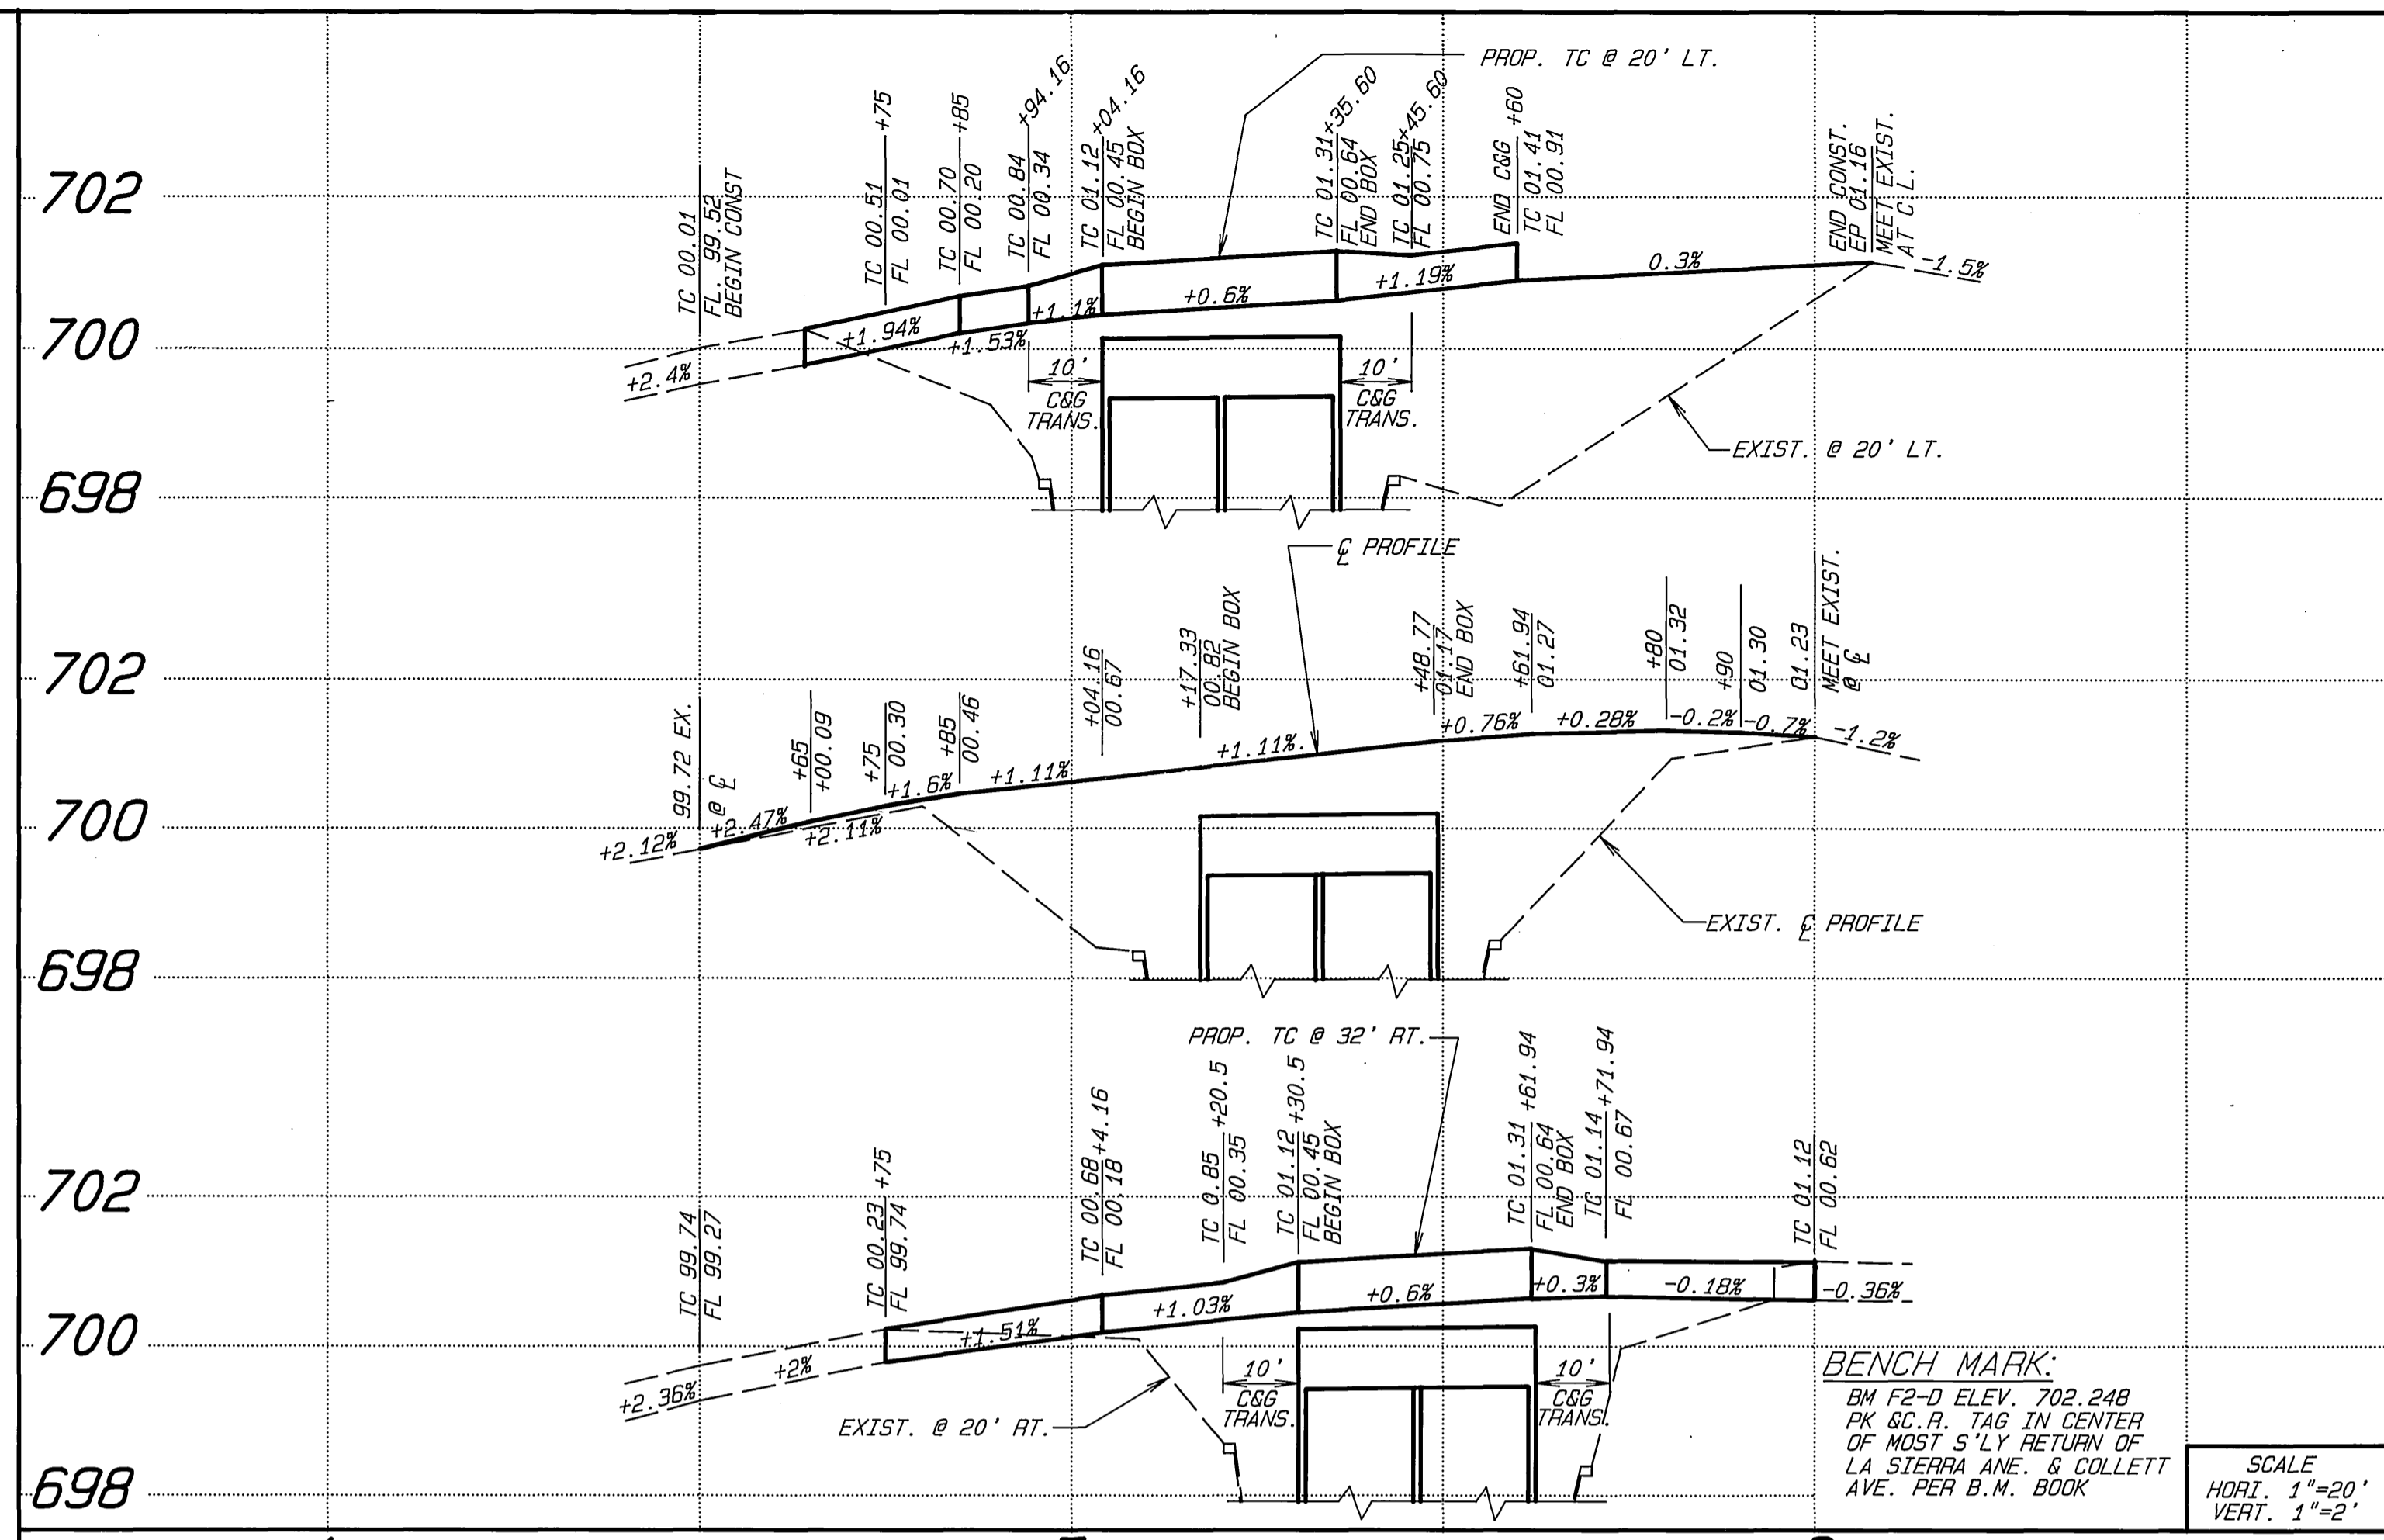 PROP. TC @ 20' LT.
702
700
698
TC 00.01
FL. 99.52
BEGIN CONST
+75
TC 00.51
FL 00.01
+85
TC 00.70
FL 00.20
+94.16
TC 00.84
FL 00.34
+04.16
TC 01.12
FL 00.45
BEGIN BOX
+35.60
TC 01.31
FL 00.64
END BOX
+45.60
TC 01.25
FL 00.75
+60
END C&G
TC 01.41
FL 00.91
END CONST.
EP 01.16
MEET EXIST.
AT C.L.
+2.4%
+1.94%
+1.53%
+1.1%
+0.6%
+1.19%
0.3%
-1.5%
10'
C&G
TRANS.
10'
C&G
TRANS.
EXIST. @ 20' LT.
℄ PROFILE
702
700
698
99.72 EX.
@ ℄
+65
+00.09
+75
00.30
+85
00.46
+04.16
00.67
+17.33
00.82
BEGIN BOX
+48.77
01.17
END BOX
+61.94
01.27
+80
01.32
+90
01.30
01.23
MEET EXIST.
@ ℄
+2.12%
+2.47%
+2.11%
+1.6%
+1.11%
+1.11%.
+0.76%
+0.28%
-0.2%
-0.7%
-1.2%
EXIST. ℄ PROFILE
PROP. TC @ 32' RT.
702
700
698
TC 99.74
FL 99.27
+75
TC 00.23
FL 99.74
+4.16
TC 00.68
FL 00.18
+20.5
TC 0.85
FL 00.35
+30.5
TC 01.12
FL 00.45
BEGIN BOX
+61.94
TC 01.31
FL 00.64
END BOX
+71.94
TC 01.14
FL 00.67
TC 01.12
FL 00.62
+2.36%
+2%
+1.51%
+1.03%
+0.6%
+0.3%
-0.18%
-0.36%
10'
C&G
TRANS.
10'
C&G
TRANS.
EXIST. @ 20' RT.
BENCH MARK:
BM F2-D ELEV. 702.248
PK &C.R. TAG IN CENTER
OF MOST S'LY RETURN OF
LA SIERRA ANE. & COLLETT
AVE. PER B.M. BOOK
SCALE
HORI. 1"=20'
VERT. 1"=2'